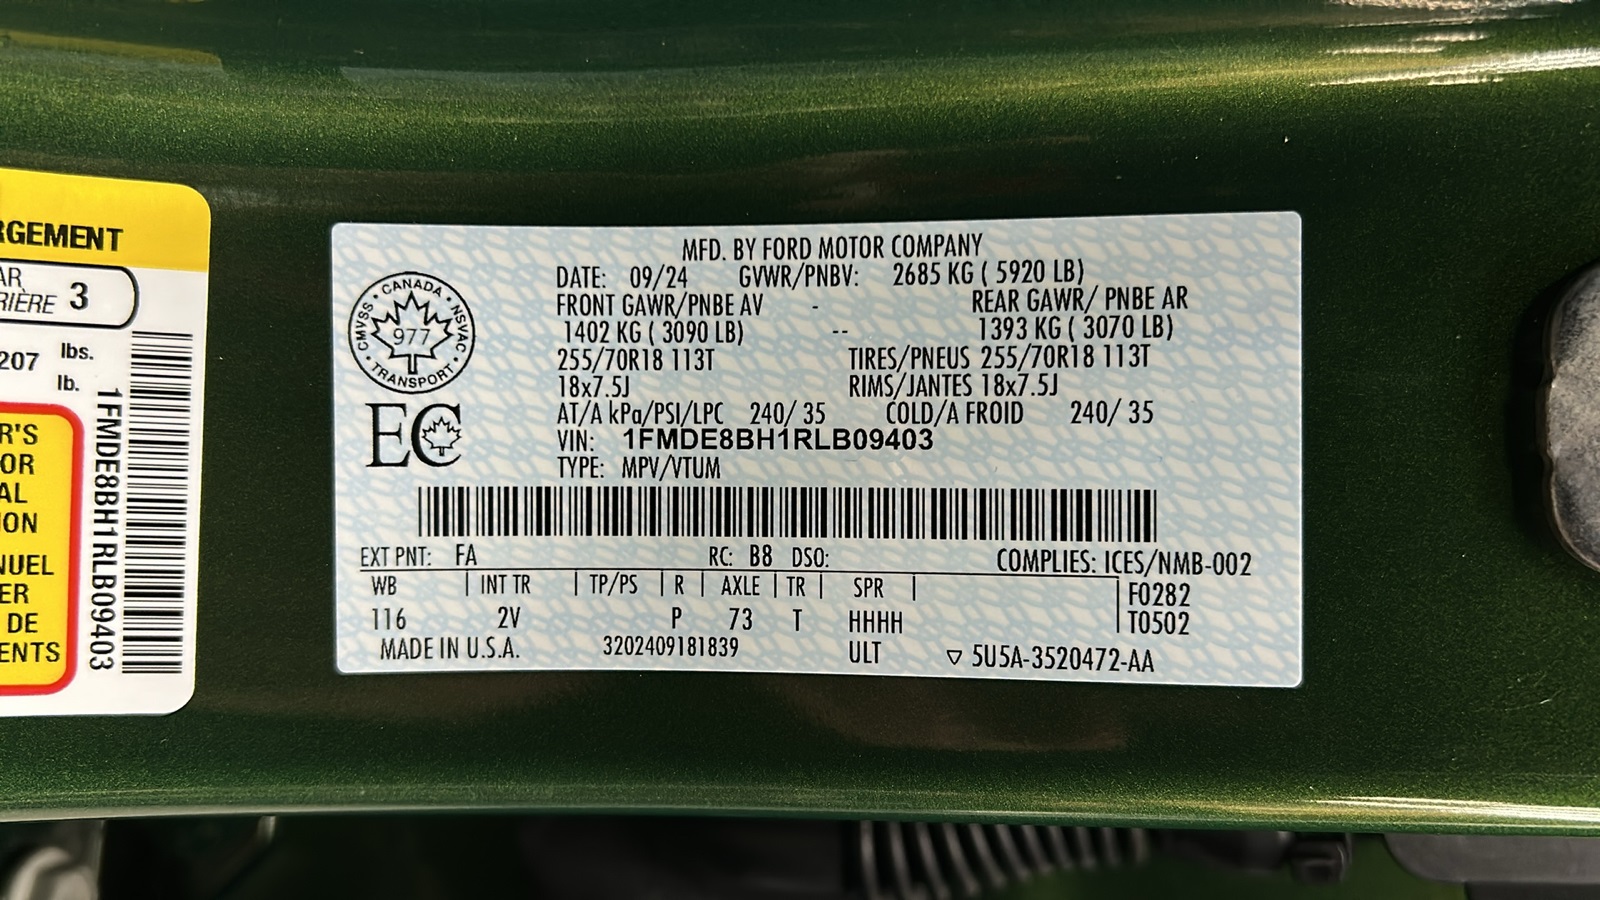 RGEMENT
AR
RIÈRE 3
207 lbs.
lb.
R'S
OR
AL
ION
NUEL
ER
DE
ENTS
1FMDE8BH1RLB09403
MFD. BY FORD MOTOR COMPANY
DATE: 09/24 GVWR/PNBV: 2685 KG ( 5920 LB)
FRONT GAWR/PNBE AV - REAR GAWR/ PNBE AR
1402 KG ( 3090 LB) -- 1393 KG ( 3070 LB)
255/70R18 113T TIRES/PNEUS 255/70R18 113T
18x7.5J RIMS/JANTES 18x7.5J
AT/A kPa/PSI/LPC 240/ 35 COLD/A FROID 240/ 35
VIN: 1FMDE8BH1RLB09403
TYPE: MPV/VTUM
CANADA
CMVSS • NSVAC
977
TRANSPORT
EC
EXT PNT: FA RC: B8 DSO: COMPLIES: ICES/NMB-002
WB | INT TR | TP/PS | R | AXLE | TR | SPR | F0282
116 2V P 73 T HHHH T0502
MADE IN U.S.A. 3202409181839 ULT ▽ 5U5A-3520472-AA